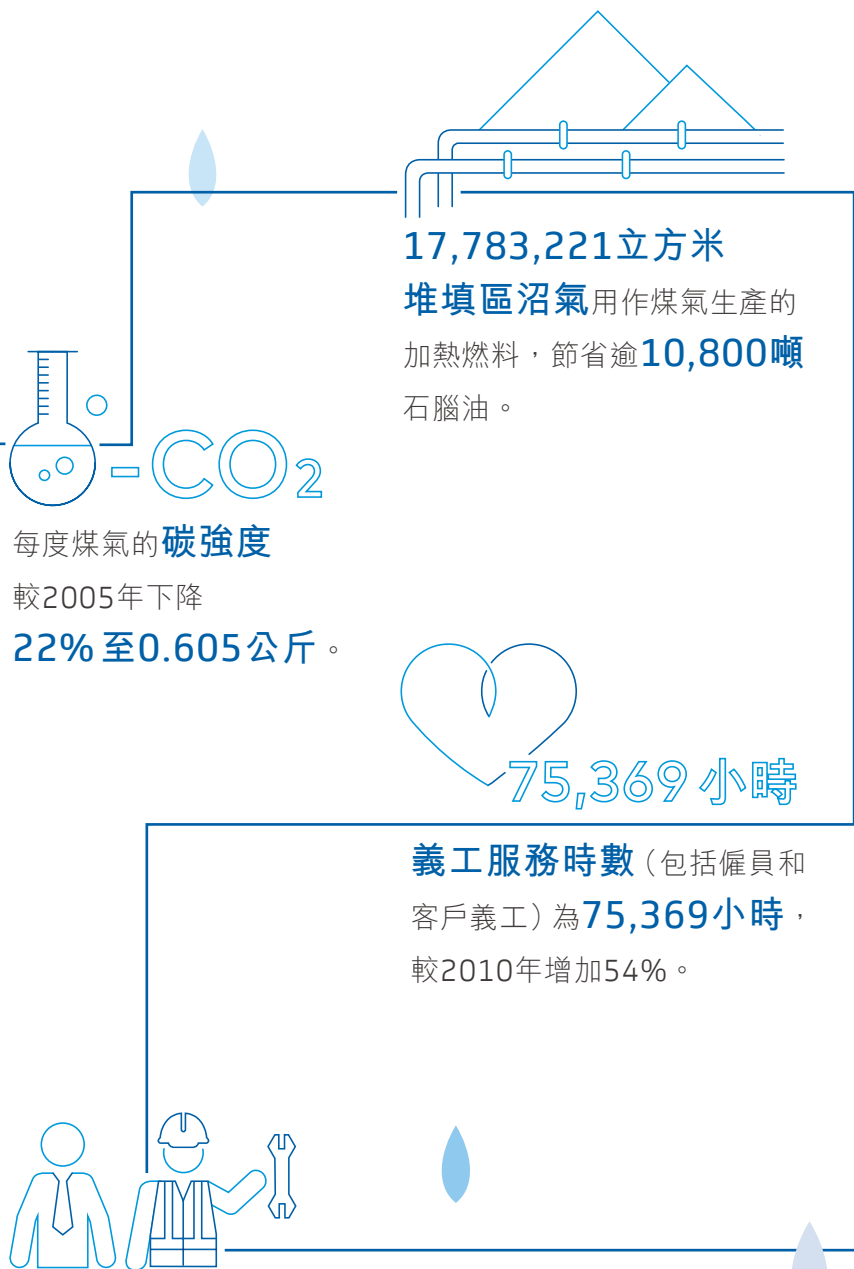 17,783,221立方米
堆填區沼氣用作煤氣生產的
加熱燃料，節省逾10,800噸
石腦油。
-CO2
每度煤氣的碳強度
較2005年下降
22% 至0.605公斤。
75,369 小時
義工服務時數（包括僱員和
客戶義工）為75,369小時，
較2010年增加54%。